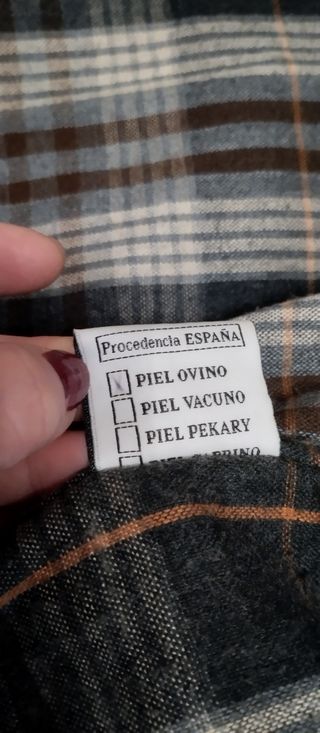 Procedencia ESPAÑA
PIEL OVINO
PIEL VACUNO
PIEL PEKARY